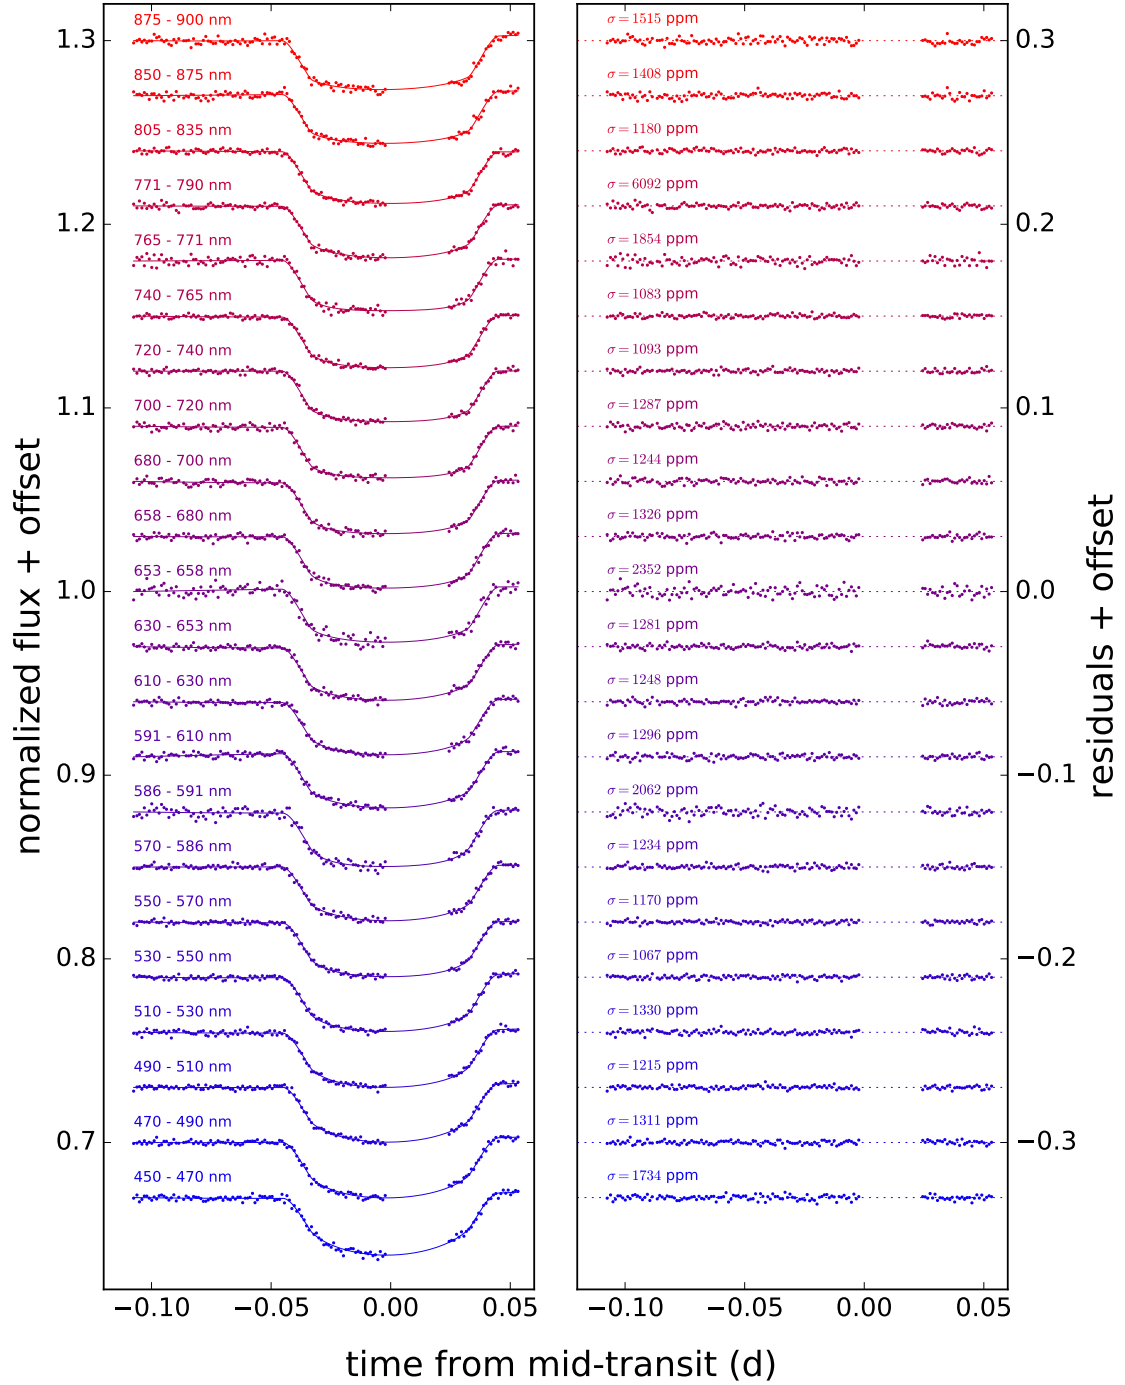 875 - 900 nm
850 - 875 nm
805 - 835 nm
771 - 790 nm
765 - 771 nm
740 - 765 nm
720 - 740 nm
700 - 720 nm
680 - 700 nm
658 - 680 nm
653 - 658 nm
630 - 653 nm
610 - 630 nm
591 - 610 nm
586 - 591 nm
570 - 586 nm
550 - 570 nm
530 - 550 nm
510 - 530 nm
490 - 510 nm
470 - 490 nm
450 - 470 nm
1.3
1.2
1.1
1.0
0.9
0.8
0.7
normalized flux + offset
−0.10
−0.05
0.00
0.05
σ = 1515 ppm
σ = 1408 ppm
σ = 1180 ppm
σ = 6092 ppm
σ = 1854 ppm
σ = 1083 ppm
σ = 1093 ppm
σ = 1287 ppm
σ = 1244 ppm
σ = 1326 ppm
σ = 2352 ppm
σ = 1281 ppm
σ = 1248 ppm
σ = 1296 ppm
σ = 2062 ppm
σ = 1234 ppm
σ = 1170 ppm
σ = 1067 ppm
σ = 1330 ppm
σ = 1215 ppm
σ = 1311 ppm
σ = 1734 ppm
0.3
0.2
0.1
0.0
−0.1
−0.2
−0.3
residuals + offset
−0.10
−0.05
0.00
0.05
time from mid-transit (d)